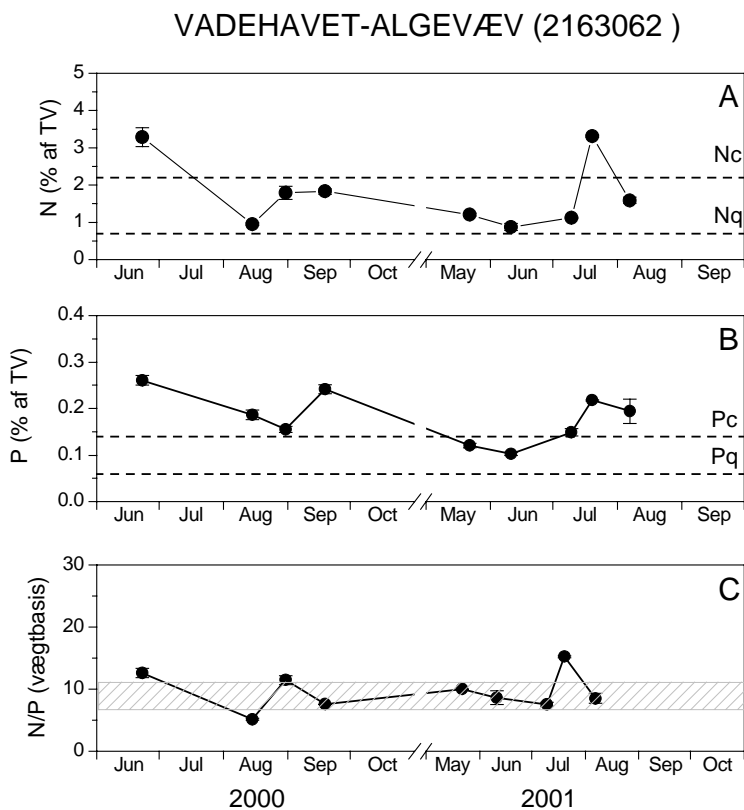 VADEHAVET-ALGEVÆV (2163062 )
N (% af TV)
5
4
3
2
1
0
A
Nc
Nq
Jun Jul Aug Sep Oct May Jun Jul Aug Sep
P (% af TV)
0.4
0.3
0.2
0.1
0.0
B
Pc
Pq
Jun Jul Aug Sep Oct May Jun Jul Aug Sep
N/P (vægtbasis)
30
20
10
0
C
Jun Jul Aug Sep Oct May Jun Jul Aug Sep Oct
2000 2001